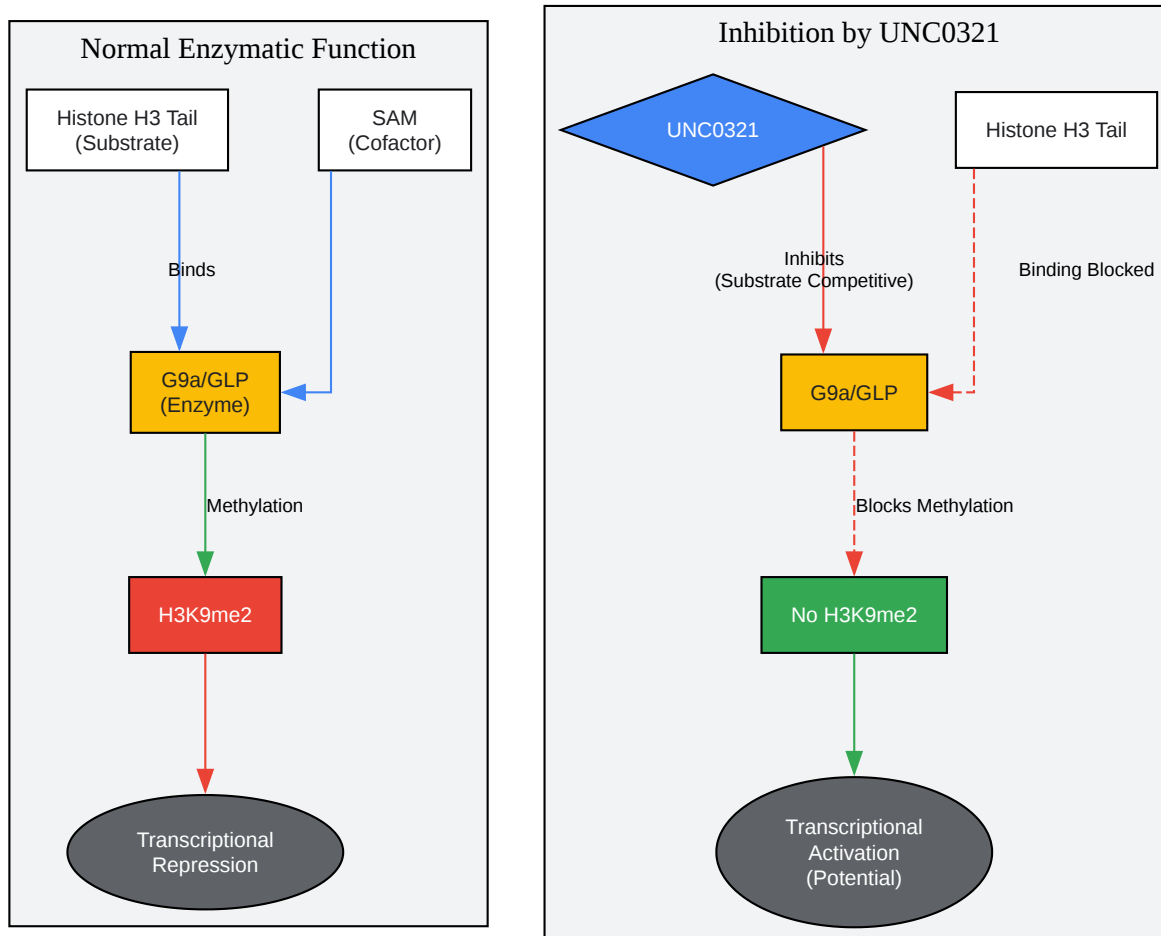 Normal Enzymatic Function
Histone H3 Tail
(Substrate)
SAM
(Cofactor)
Binds
G9a/GLP
(Enzyme)
Methylation
H3K9me2
Transcriptional
Repression
Inhibition by UNC0321
UNC0321
Histone H3 Tail
Inhibits
(Substrate Competitive)
Binding Blocked
G9a/GLP
Blocks Methylation
No H3K9me2
Transcriptional
Activation
(Potential)